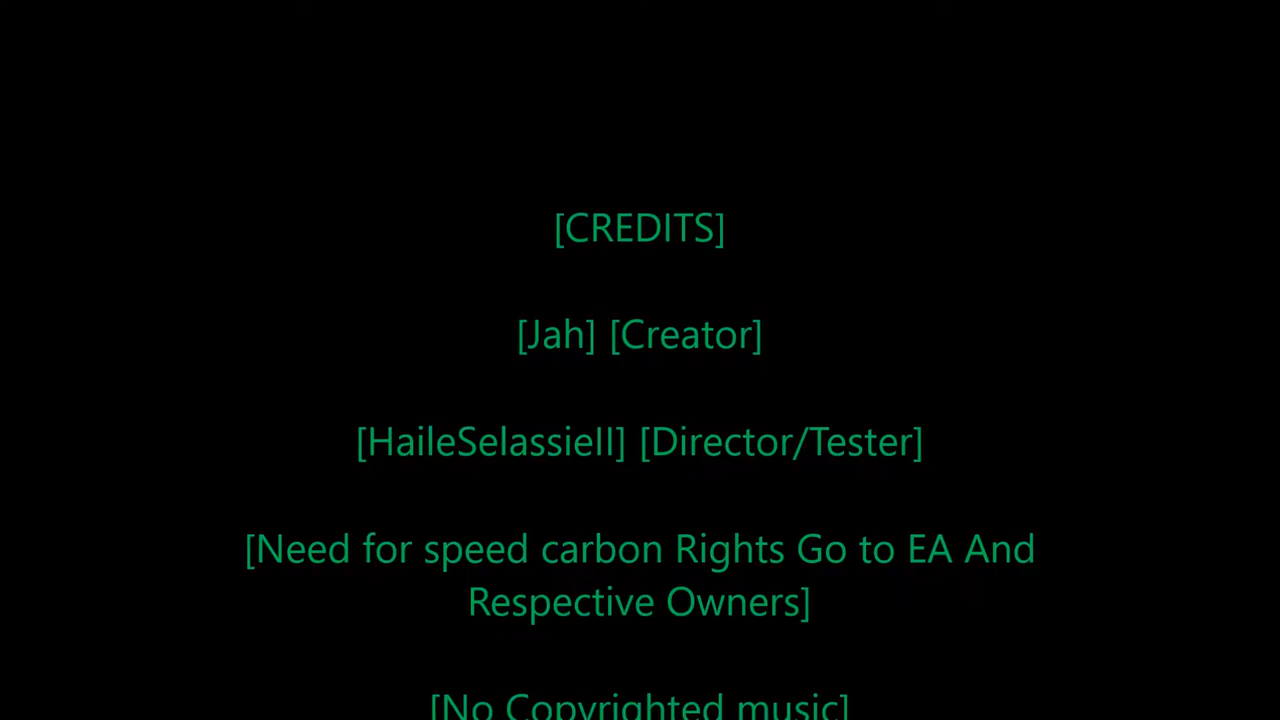 [CREDITS]
[Jah] [Creator]
[HaileSelassieII] [Director/Tester]
[Need for speed carbon Rights Go to EA And
Respective Owners]
[No Copyrighted music]